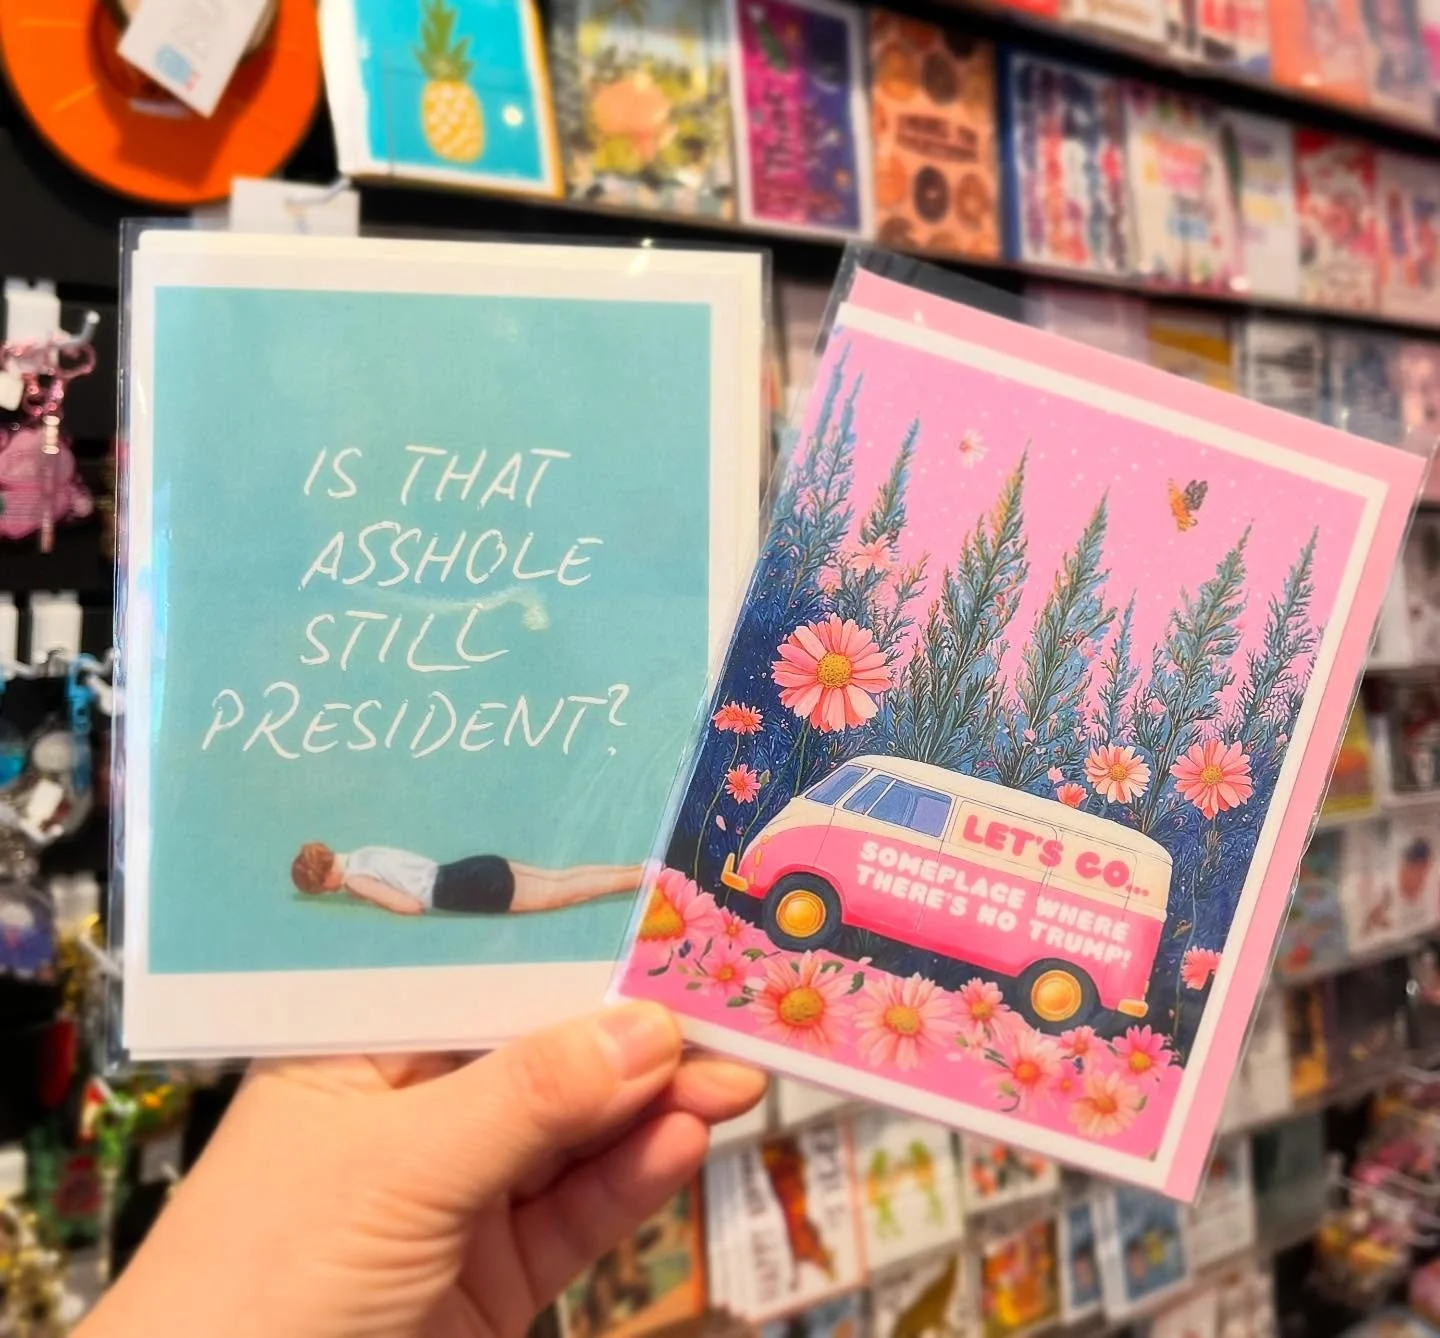 IS THAT
ASSHOLE
STILL
PRESIDENT?
LET'S GO...
SOMEPLACE WHERE
THERE'S NO TRUMP!